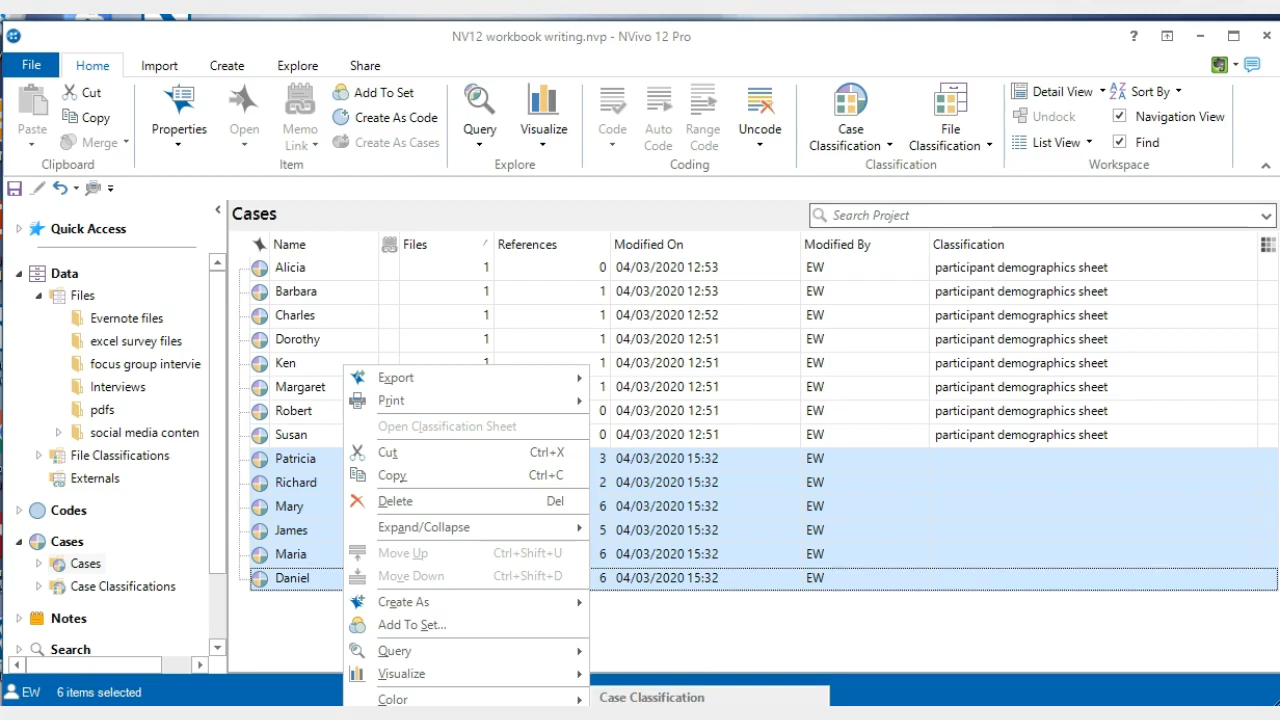 NV12 workbook writing.nvp - NVivo 12 Pro
?
File Home Import Create Explore Share
Paste
Cut
Copy
Merge
Clipboard
Properties
Open
Memo Link
Add To Set
Create As Code
Create As Cases
Item
Query
Visualize
Explore
Code
Auto Code
Range Code
Uncode
Coding
Case Classification
File Classification
Classification
Detail View
Sort By
Undock
Navigation View
List View
Find
Workspace
Quick Access
Data
Files
Evernote files
excel survey files
focus group intervie
Interviews
pdfs
social media conten
File Classifications
Externals
Codes
Cases
Cases
Case Classifications
Notes
Search
Cases
Search Project
Name Files References Modified On Modified By Classification
Alicia 1 0 04/03/2020 12:53 EW participant demographics sheet
Barbara 1 1 04/03/2020 12:53 EW participant demographics sheet
Charles 1 1 04/03/2020 12:52 EW participant demographics sheet
Dorothy 1 1 04/03/2020 12:51 EW participant demographics sheet
Ken 1 1 04/03/2020 12:51 EW participant demographics sheet
Margaret 1 04/03/2020 12:51 EW participant demographics sheet
Robert 0 04/03/2020 12:51 EW participant demographics sheet
Susan 0 04/03/2020 12:51 EW participant demographics sheet
Patricia 3 04/03/2020 15:32 EW
Richard 2 04/03/2020 15:32 EW
Mary 6 04/03/2020 15:32 EW
James 5 04/03/2020 15:32 EW
Maria 6 04/03/2020 15:32 EW
Daniel 6 04/03/2020 15:32 EW
Export
Print
Open Classification Sheet
Cut Ctrl+X
Copy Ctrl+C
Delete Del
Expand/Collapse
Move Up Ctrl+Shift+U
Move Down Ctrl+Shift+D
Create As
Add To Set...
Query
Visualize
Color
Case Classification
EW 6 items selected